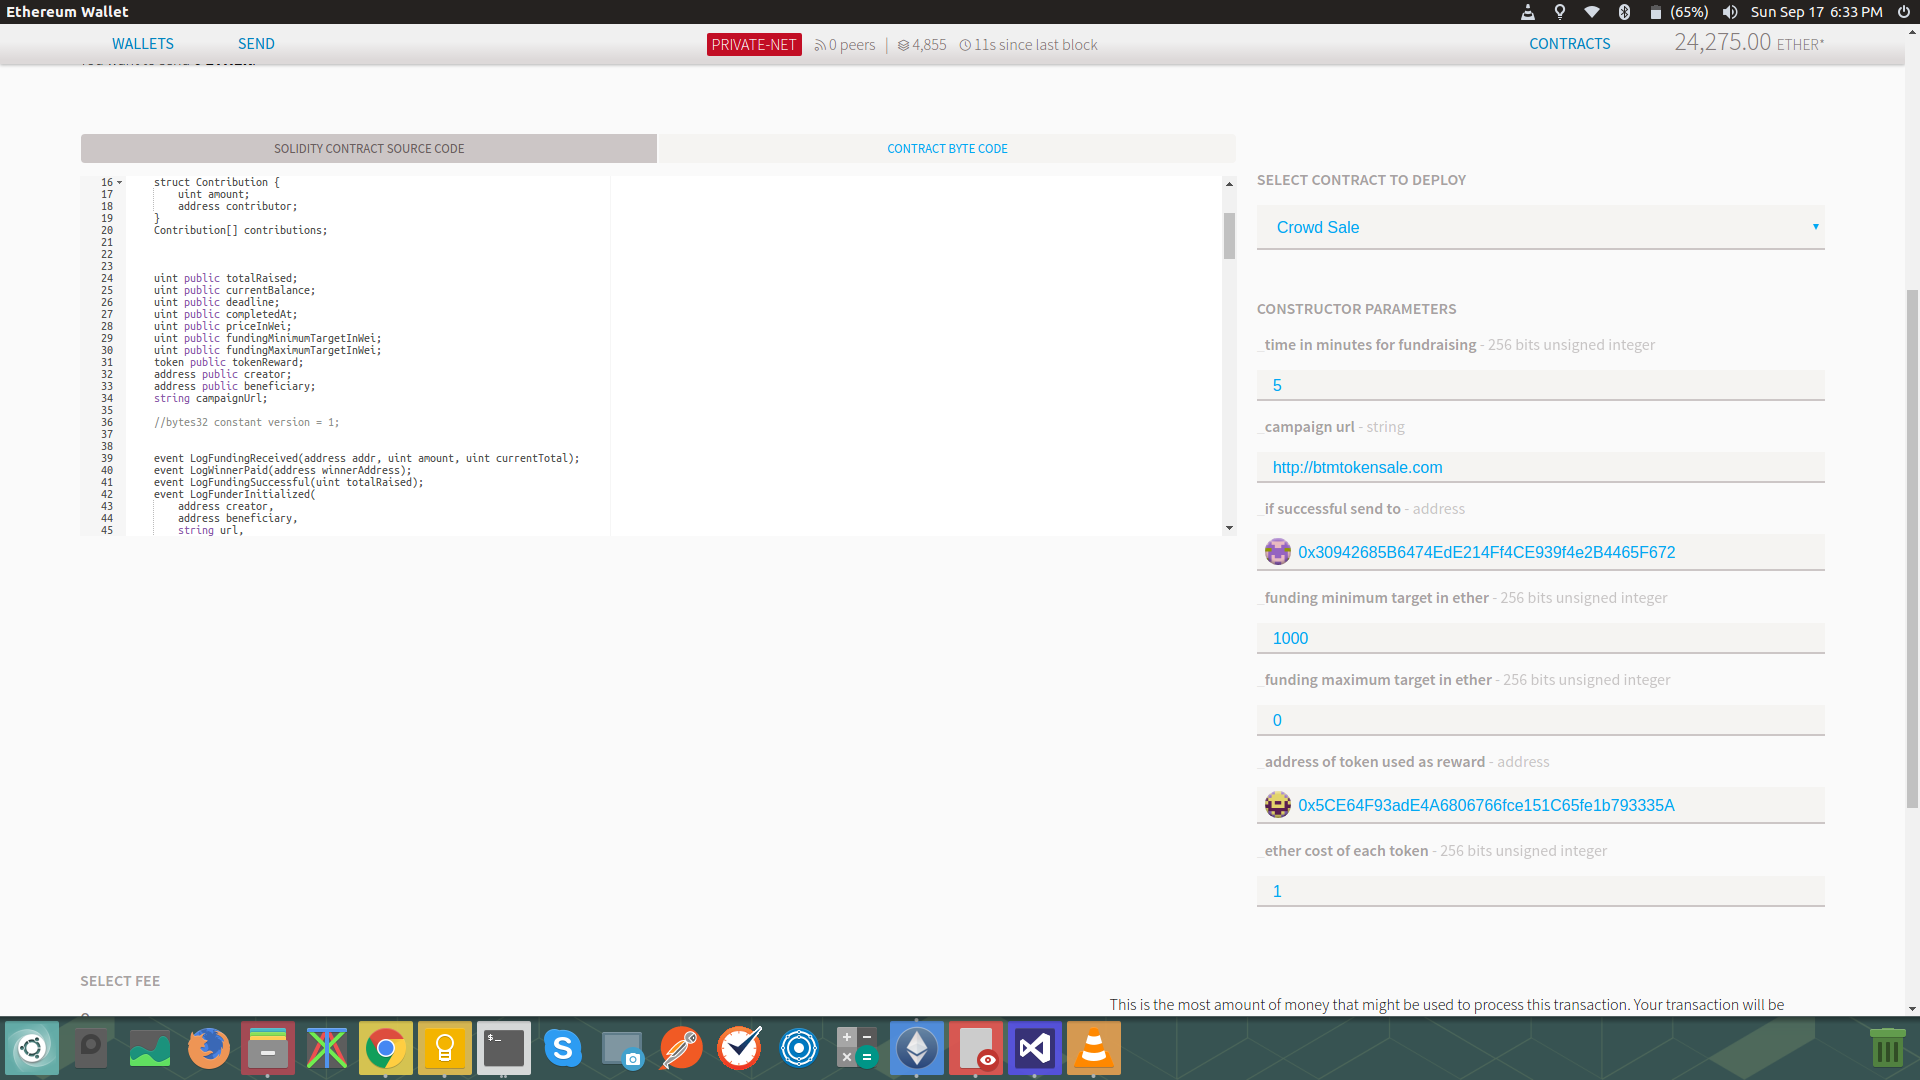 Ethereum Wallet
(65%) Sun Sep 17 6:33 PM
WALLETS SEND PRIVATE-NET 0 peers | 4,855 11s since last block CONTRACTS 24,275.00 ETHER*
SOLIDITY CONTRACT SOURCE CODE CONTRACT BYTE CODE
16 struct Contribution {
17 uint amount;
18 address contributor;
19 }
20 Contribution[] contributions;
21
22
23
24 uint public totalRaised;
25 uint public currentBalance;
26 uint public deadline;
27 uint public completedAt;
28 uint public priceInWei;
29 uint public fundingMinimumTargetInWei;
30 uint public fundingMaximumTargetInWei;
31 token public tokenReward;
32 address public creator;
33 address public beneficiary;
34 string campaignUrl;
35
36 //bytes32 constant version = 1;
37
38
39 event LogFundingReceived(address addr, uint amount, uint currentTotal);
40 event LogWinnerPaid(address winnerAddress);
41 event LogFundingSuccessful(uint totalRaised);
42 event LogFunderInitialized(
43 address creator,
44 address beneficiary,
45 string url,
SELECT CONTRACT TO DEPLOY
Crowd Sale
CONSTRUCTOR PARAMETERS
_time in minutes for fundraising - 256 bits unsigned integer
5
_campaign url - string
http://btmtokensale.com
_if successful send to - address
0x30942685B6474EdE214Ff4CE939f4e2B4465F672
_funding minimum target in ether - 256 bits unsigned integer
1000
_funding maximum target in ether - 256 bits unsigned integer
0
_address of token used as reward - address
0x5CE64F93adE4A6806766fce151C65fe1b793335A
_ether cost of each token - 256 bits unsigned integer
1
SELECT FEE
This is the most amount of money that might be used to process this transaction. Your transaction will be